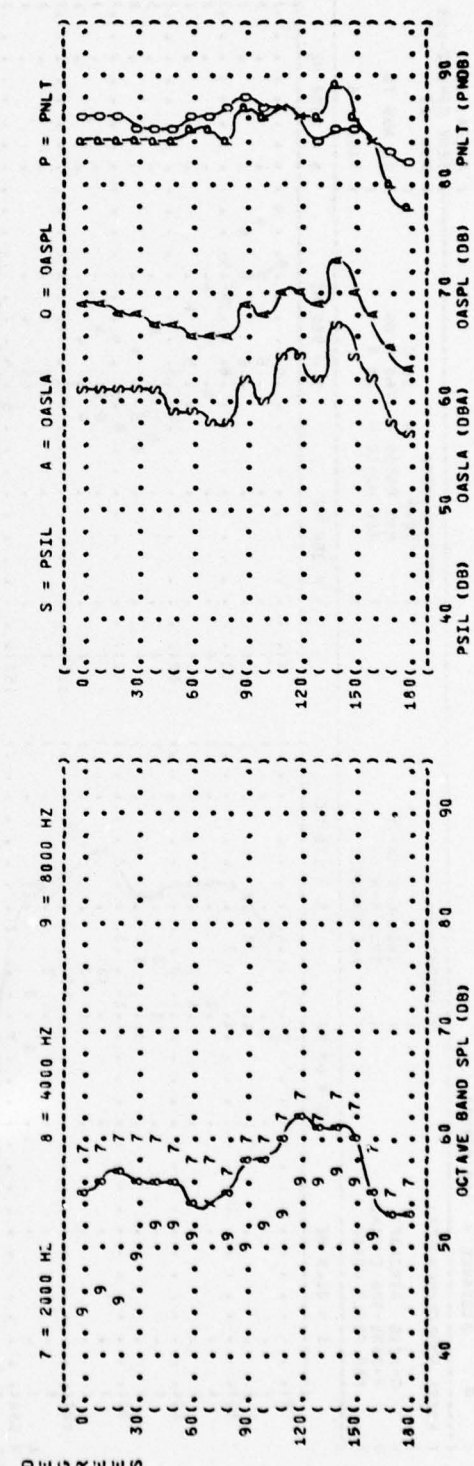 DEGREES
7 = 2000 HZ 8 = 4000 HZ 9 = 8000 HZ
0
30
60
90
120
150
180
40 50 60 70 80 90
OCTAVE BAND SPL (DB)
S = PSIL A = OASLA O = OASPL P = PNLT
0
30
60
90
120
150
180
40 50 60 70 80 90
PSIL (DB) OASLA (DBA) OASPL (DB) PNLT (PNDB)